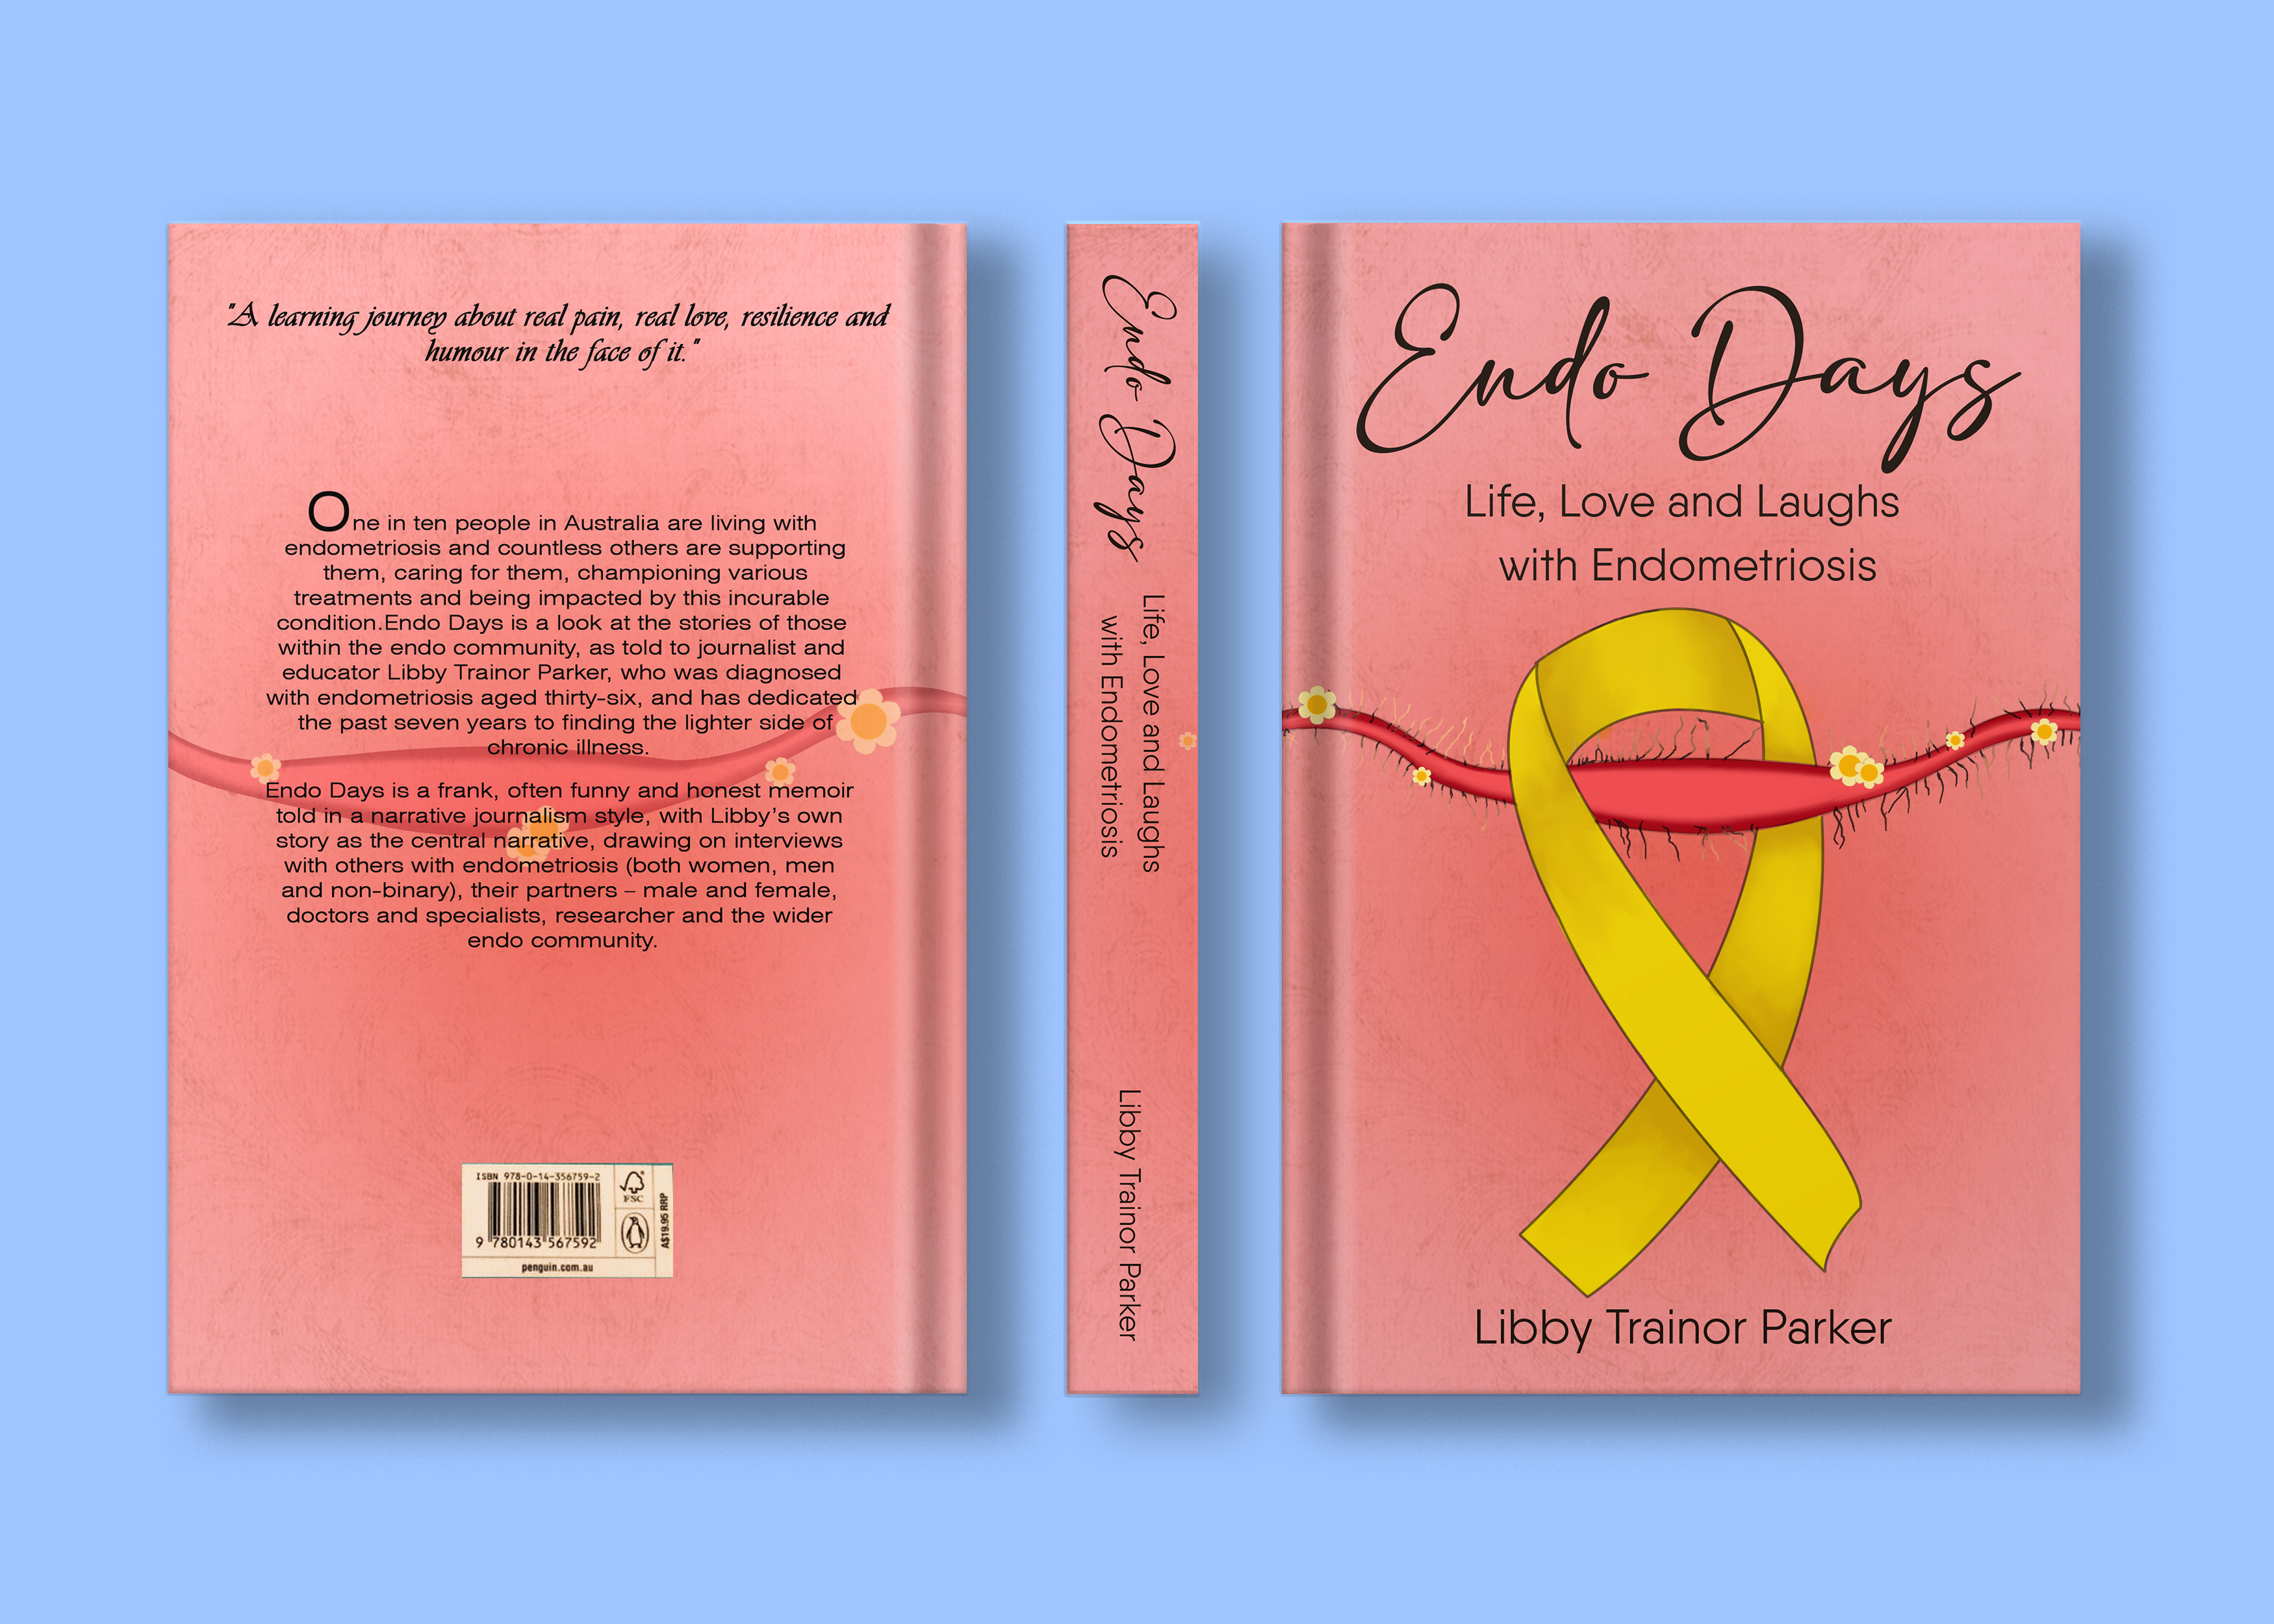 "A learning journey about real pain, real love, resilience and
humour in the face of it."
One in ten people in Australia are living with
endometriosis and countless others are supporting
them, caring for them, championing various
treatments and being impacted by this incurable
condition.Endo Days is a look at the stories of those
within the endo community, as told to journalist and
educator Libby Trainor Parker, who was diagnosed
with endometriosis aged thirty-six, and has dedicated
the past seven years to finding the lighter side of
chronic illness.
Endo Days is a frank, often funny and honest memoir
told in a narrative journalism style, with Libby's own
story as the central narrative, drawing on interviews
with others with endometriosis (both women, men
and non-binary), their partners – male and female,
doctors and specialists, researcher and the wider
endo community.
ISBN 978-0-14-356759-2
9 780143 567592
FSC
A$19.95 RRP
penguin.com.au
Endo Days
Life, Love and Laughs
with Endometriosis
Libby Trainor Parker
Endo Days
Life, Love and Laughs
with Endometriosis
Libby Trainor Parker